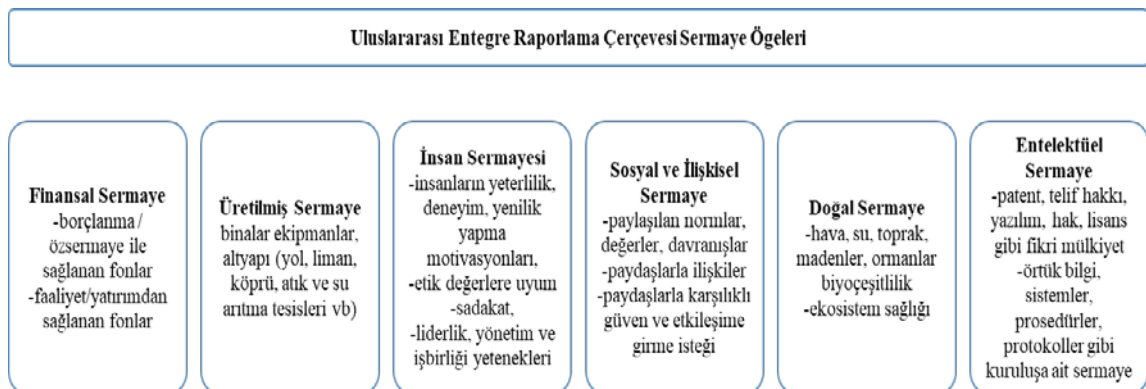 Uluslararası Entegre Raporlama Çerçevesi Sermaye Ögeleri
Finansal Sermaye
-borçlanma /
özsermaye ile
sağlanan fonlar
-faaliyet/yatırımdan
sağlanan fonlar
Üretilmiş Sermaye
binalar ekipmanlar,
altyapı (yol, liman,
köprü, atık ve su
arıtma tesisleri vb)
İnsan Sermayesi
-insanların yeterlilik,
deneyim, yenilik
yapma
motivasyonları,
-etik değerlere uyum
-sadakat,
-liderlik, yönetim ve
işbirliği yetenekleri
Sosyal ve İlişkisel
Sermaye
-paylaşılan normlar,
değerler, davranışlar
-paydaşlarla ilişkiler
-paydaşlarla karşılıklı
güven ve etkileşime
girme isteği
Doğal Sermaye
-hava, su, toprak,
madenler, ormanlar
biyoçeşitlilik
-ekosistem sağlığı
Entelektüel
Sermaye
-patent, telif hakkı,
yazılım, hak, lisans
gibi fikri mülkiyet
-örtük bilgi,
sistemler,
prosedürler,
protokoller gibi
kuruluşa ait sermaye